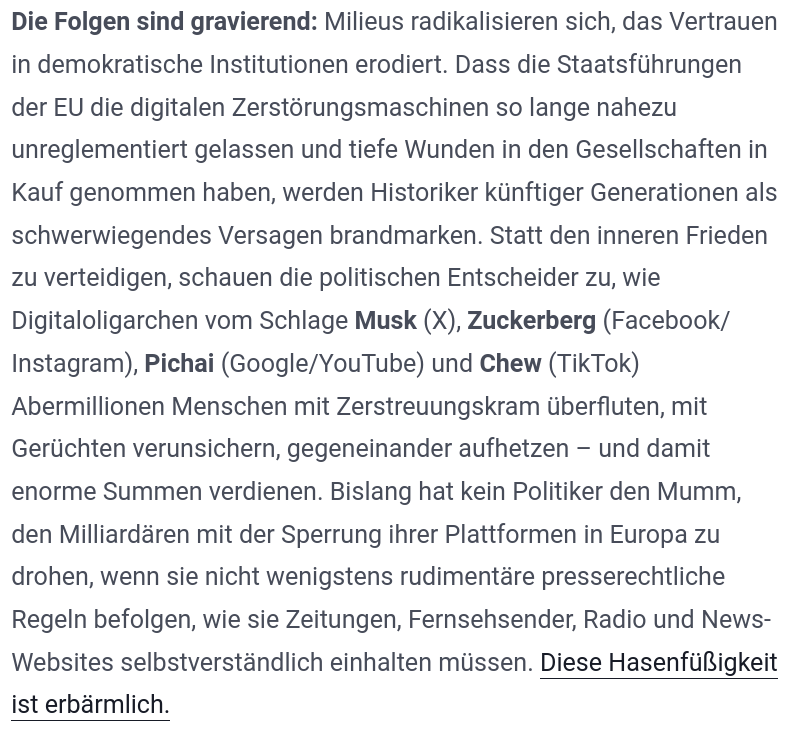 Die Folgen sind gravierend: Milieus radikalisieren sich, das Vertrauen
in demokratische Institutionen erodiert. Dass die Staatsführungen
der EU die digitalen Zerstörungsmaschinen so lange nahezu
unreglementiert gelassen und tiefe Wunden in den Gesellschaften in
Kauf genommen haben, werden Historiker künftiger Generationen als
schwerwiegendes Versagen brandmarken. Statt den inneren Frieden
zu verteidigen, schauen die politischen Entscheider zu, wie
Digitaloligarchen vom Schlage Musk (X), Zuckerberg (Facebook/
Instagram), Pichai (Google/YouTube) und Chew (TikTok)
Abermillionen Menschen mit Zerstreuungskram überfluten, mit
Gerüchten verunsichern, gegeneinander aufhetzen – und damit
enorme Summen verdienen. Bislang hat kein Politiker den Mumm,
den Milliardären mit der Sperrung ihrer Plattformen in Europa zu
drohen, wenn sie nicht wenigstens rudimentäre presserechtliche
Regeln befolgen, wie sie Zeitungen, Fernsehsender, Radio und News-
Websites selbstverständlich einhalten müssen. Diese Hasenfüßigkeit
ist erbärmlich.